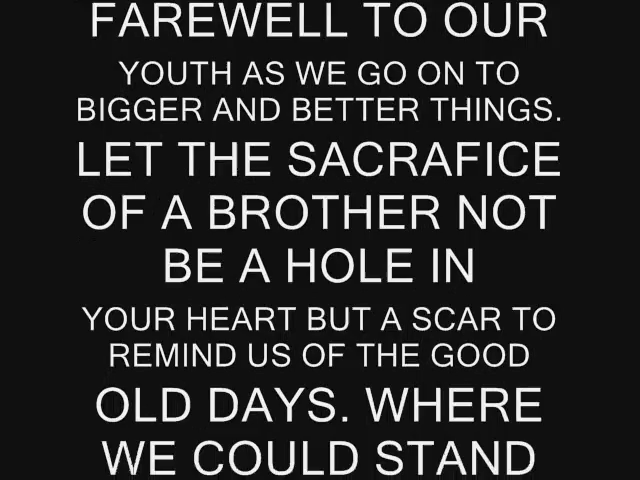 FAREWELL TO OUR
YOUTH AS WE GO ON TO
BIGGER AND BETTER THINGS.
LET THE SACRAFICE
OF A BROTHER NOT
BE A HOLE IN
YOUR HEART BUT A SCAR TO
REMIND US OF THE GOOD
OLD DAYS. WHERE
WE COULD STAND